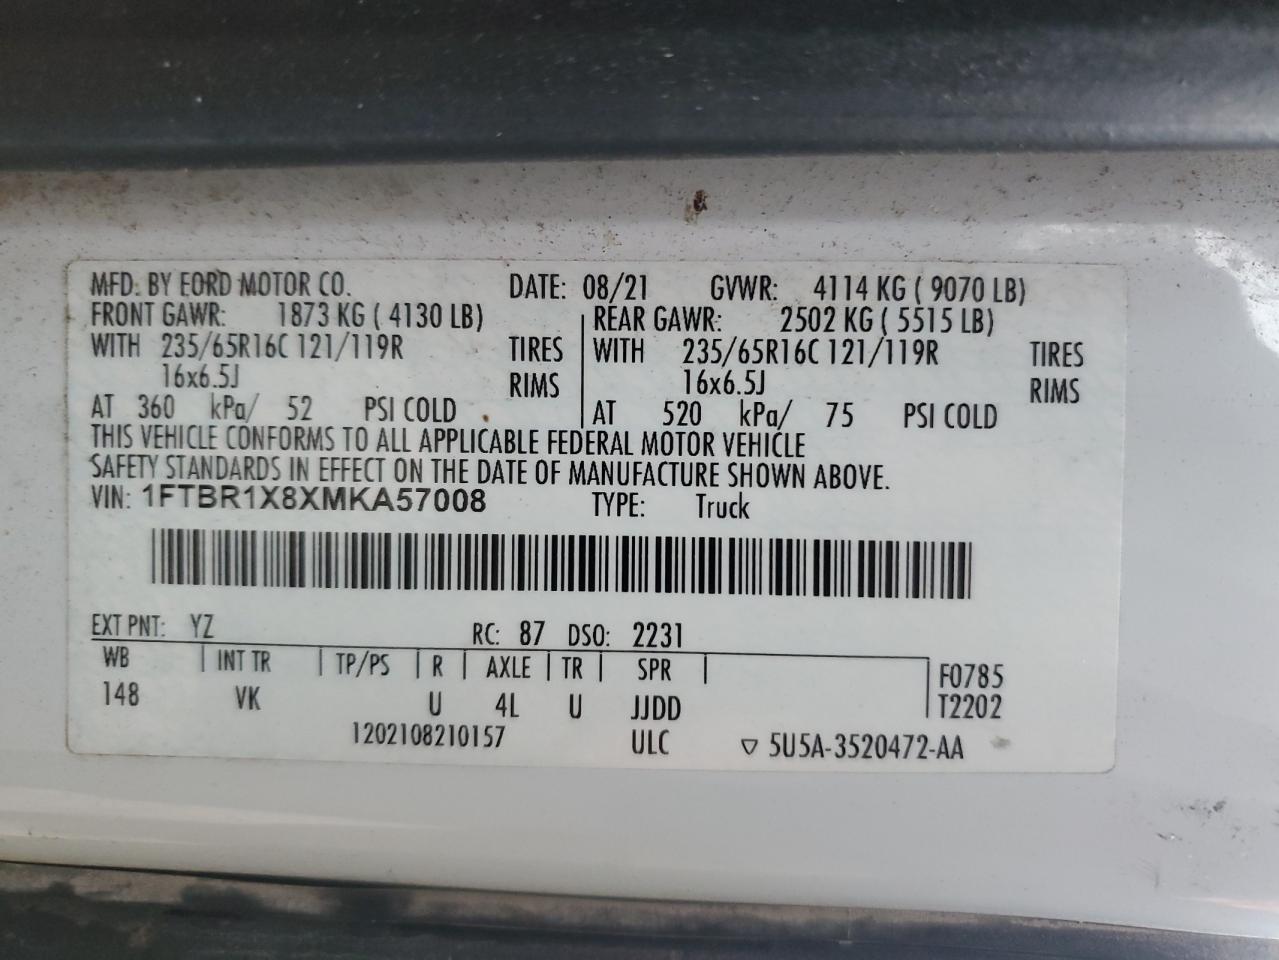 MFD. BY FORD MOTOR CO. DATE: 08/21 GVWR: 4114 KG ( 9070 LB)
FRONT GAWR: 1873 KG ( 4130 LB) REAR GAWR: 2502 KG ( 5515 LB)
WITH 235/65R16C 121/119R TIRES WITH 235/65R16C 121/119R TIRES
16x6.5J RIMS 16x6.5J RIMS
AT 360 kPa/ 52 PSI COLD AT 520 kPa/ 75 PSI COLD
THIS VEHICLE CONFORMS TO ALL APPLICABLE FEDERAL MOTOR VEHICLE
SAFETY STANDARDS IN EFFECT ON THE DATE OF MANUFACTURE SHOWN ABOVE.
VIN: 1FTBR1X8XMKA57008 TYPE: Truck
EXT PNT: YZ RC: 87 DSO: 2231
WB INT TR TP/PS R AXLE TR SPR F0785
148 VK U 4L U JJDD T2202
1202108210157 ULC ▽ 5U5A-3520472-AA